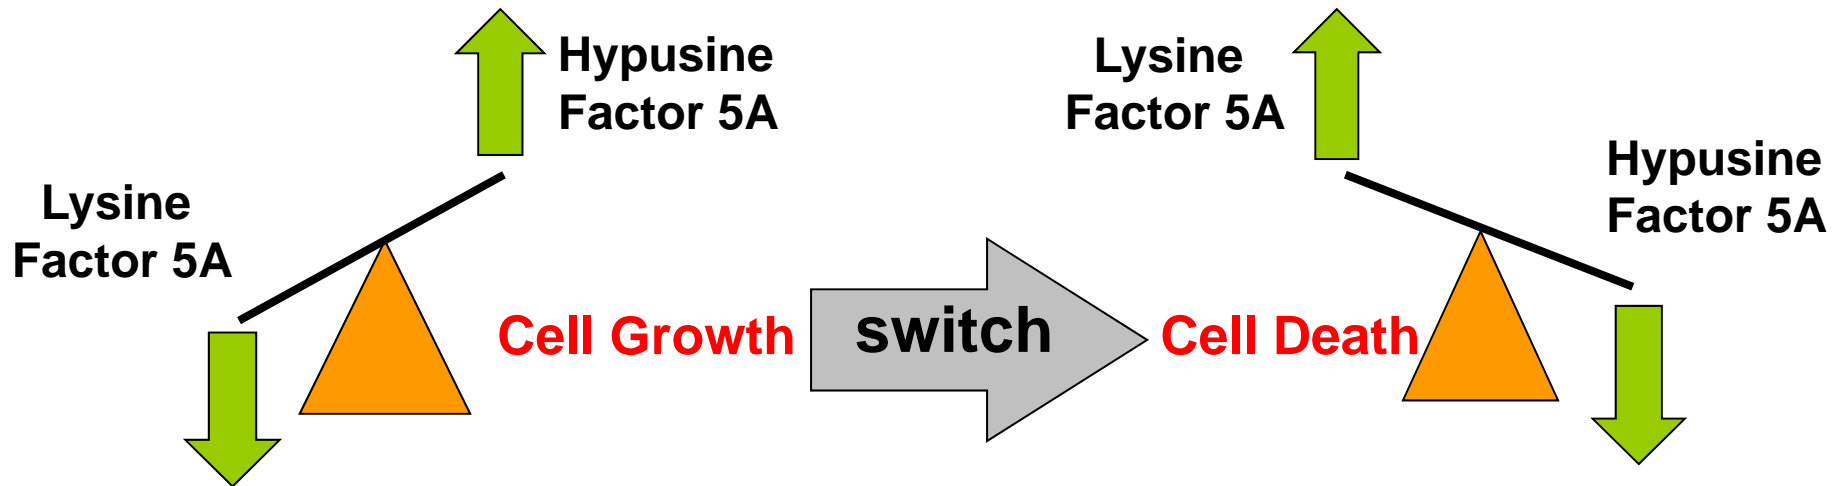 Hypusine
Factor 5A
Lysine
Factor 5A
Cell Growth
switch
Lysine
Factor 5A
Hypusine
Factor 5A
Cell Death